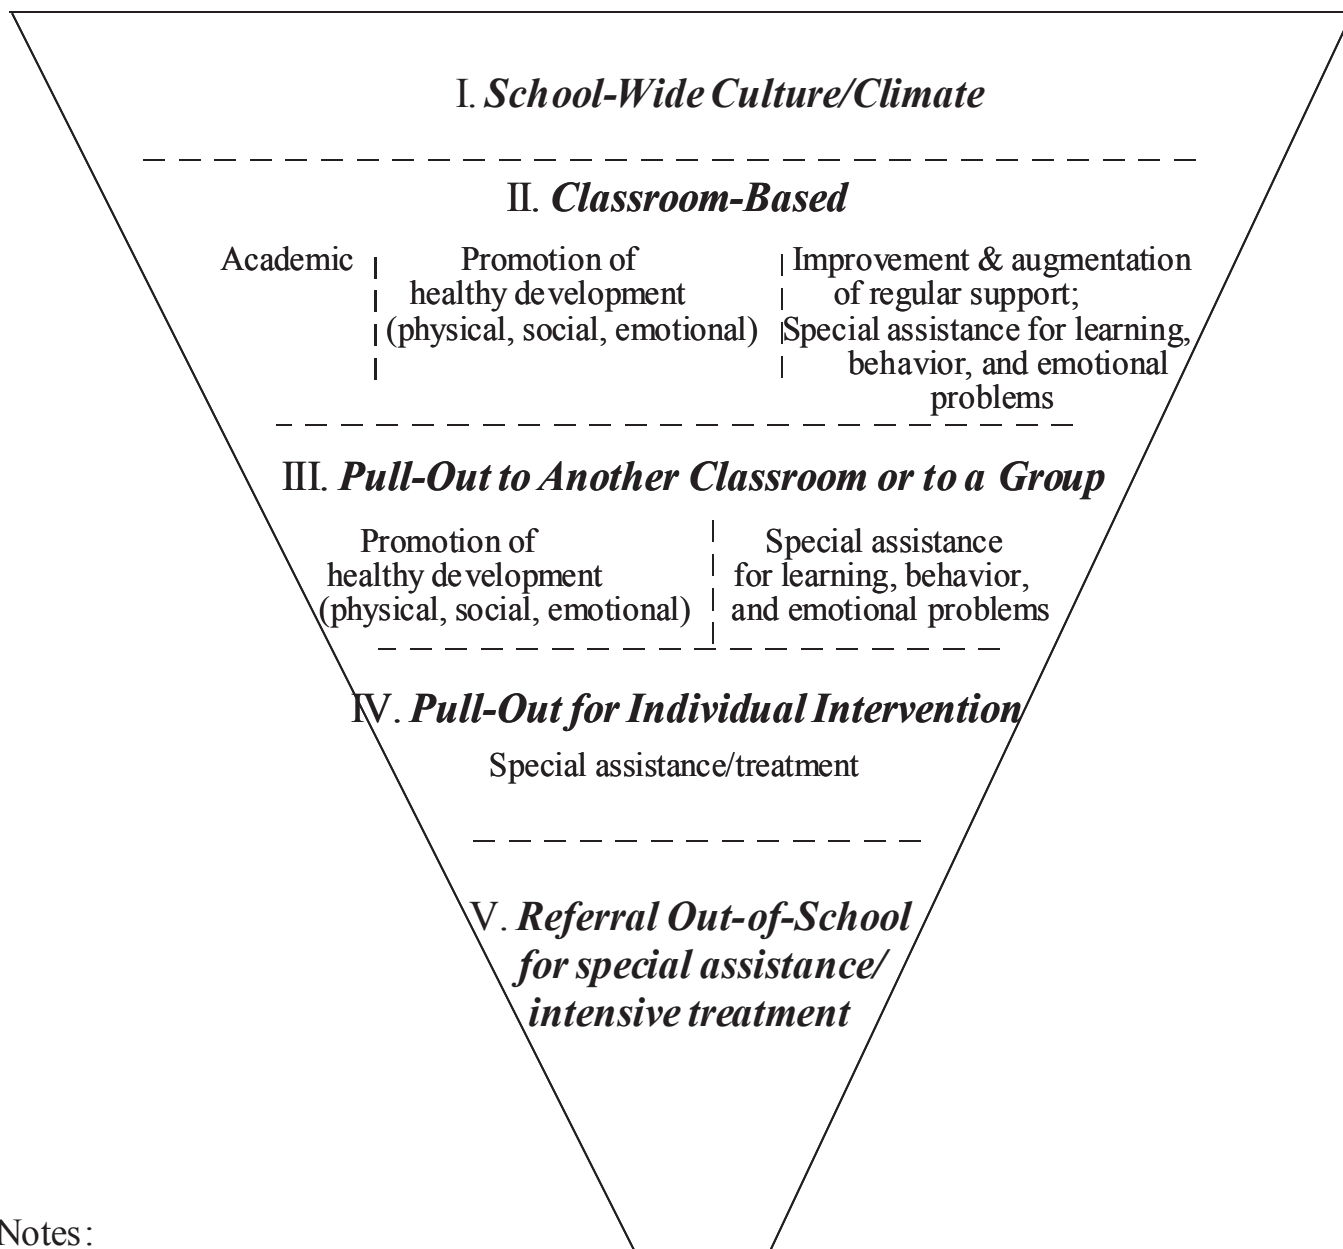 I. School-Wide Culture/Climate
II. Classroom-Based
Academic
Promotion of
healthy development
(physical, social, emotional)
Improvement & augmentation
of regular support;
Special assistance for learning,
behavior, and emotional
problems
III. Pull-Out to Another Classroom or to a Group
Promotion of
healthy development
(physical, social, emotional)
Special assistance
for learning, behavior,
and emotional problems
IV. Pull-Out for Individual Intervention
Special assistance/treatment
V. Referral Out-of-School
for special assistance/
intensive treatment
Notes: